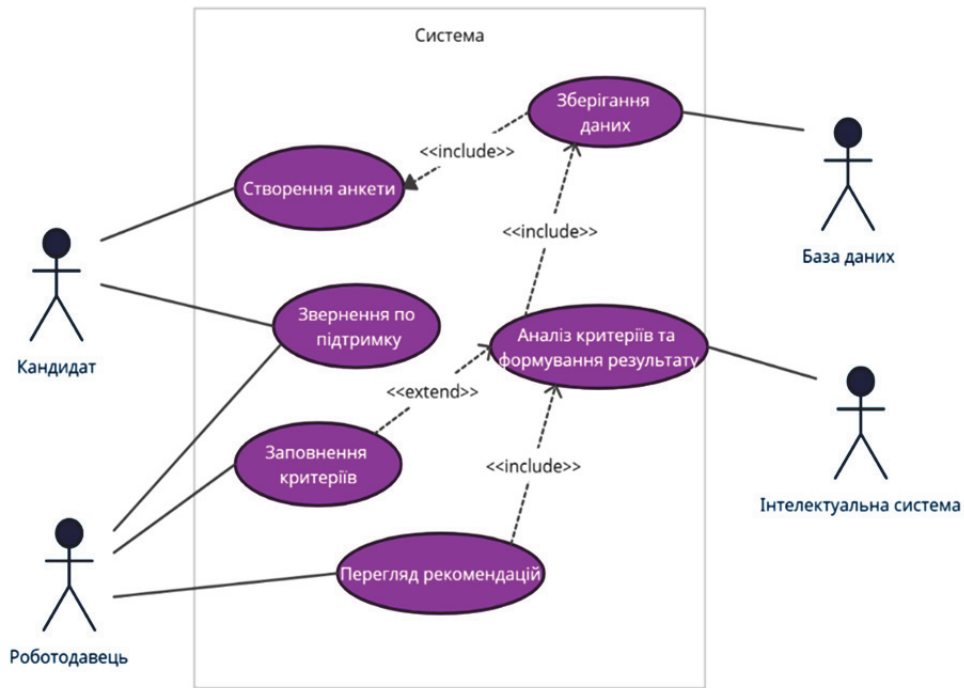 Система
Зберігання
даних
<<include>>
Створення анкети
<<include>>
База даних
Звернення по
підтримку
Аналіз критеріїв та
формування результату
Кандидат
<<extend>>
Заповнення
критеріїв
<<include>>
Інтелектуальна система
Перегляд рекомендацій
Роботодавець